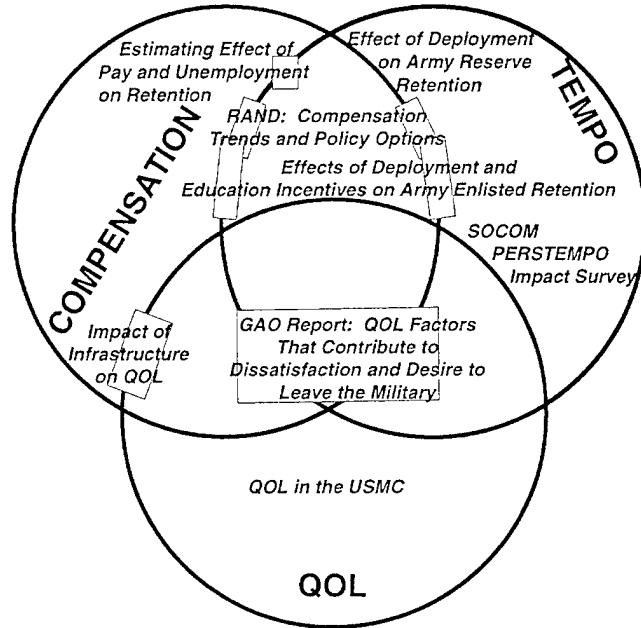 Estimating Effect of
Pay and Unemployment
on Retention
Effect of Deployment
on Army Reserve
Retention
TEMPO
COMPENSATION
RAND: Compensation
Trends and Policy Options
Effects of Deployment and
Education Incentives on Army Enlisted Retention
SOCOM
PERSTEMPO
Impact Survey
Impact of
Infrastructure
on QOL
GAO Report: QOL Factors
That Contribute to
Dissatisfaction and Desire to
Leave the Military
QOL in the USMC
QOL